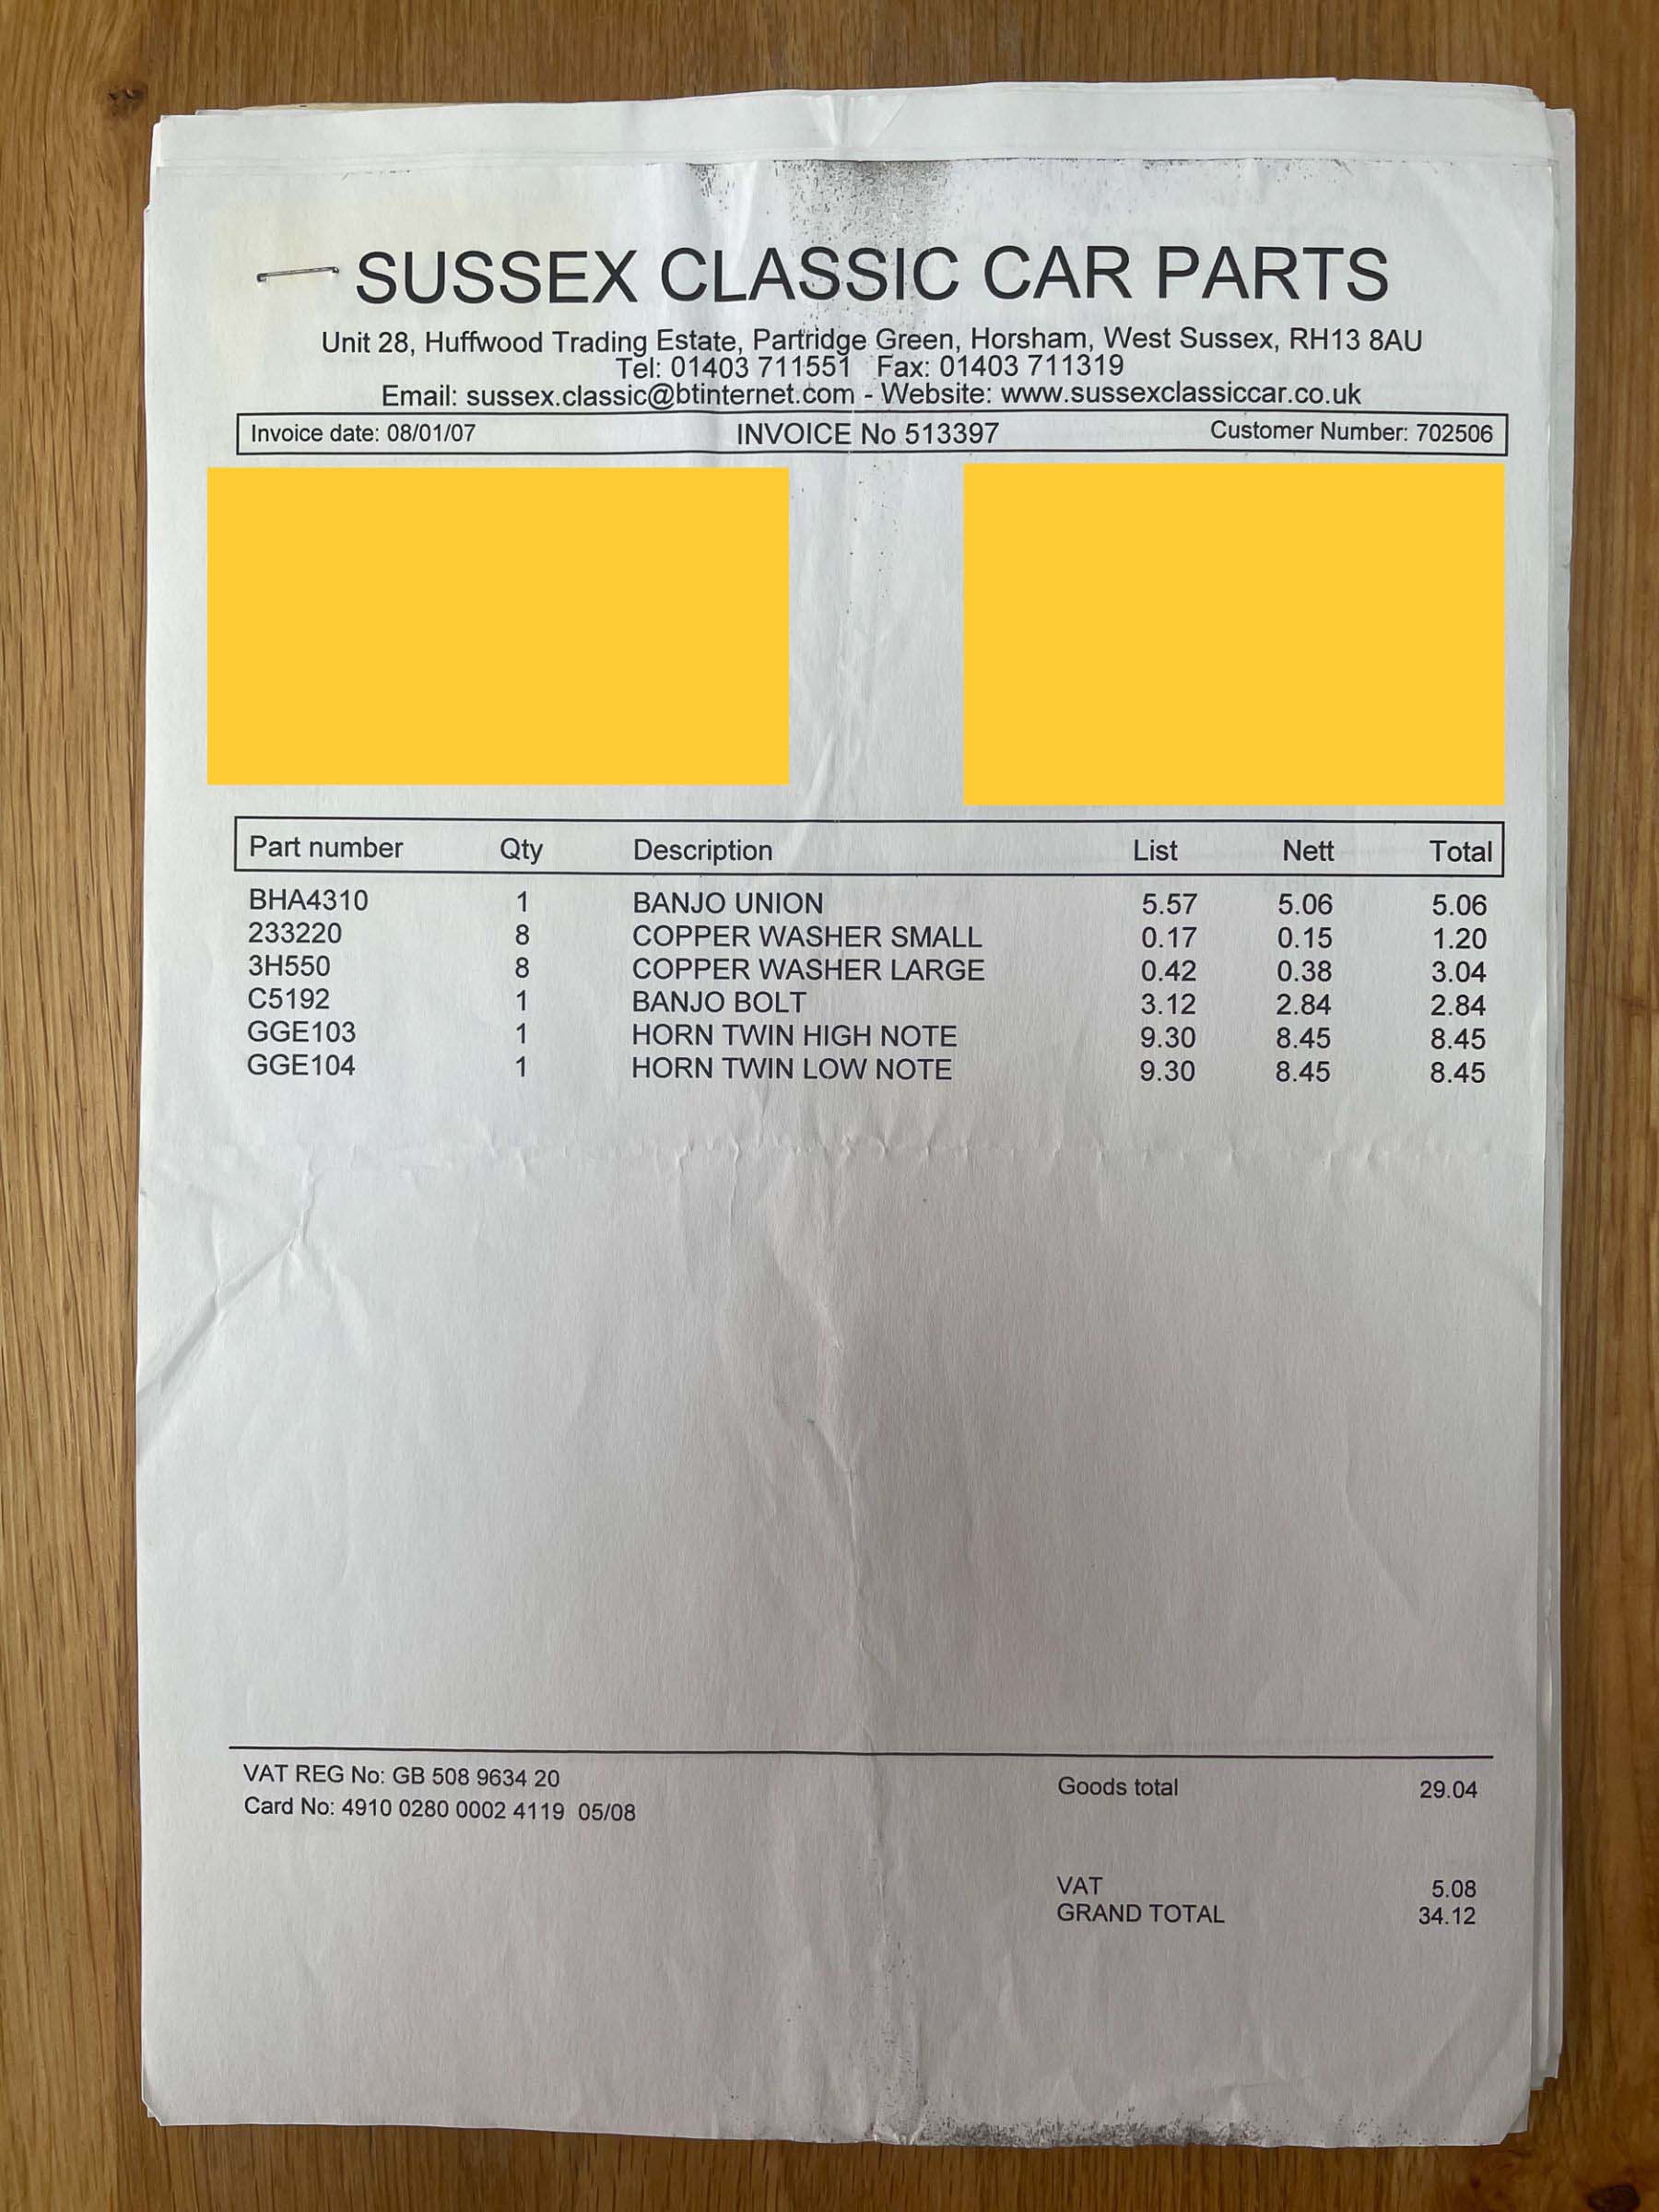 SUSSEX CLASSIC CAR PARTS
Unit 28, Huffwood Trading Estate, Partridge Green, Horsham, West Sussex, RH13 8AU
Tel: 01403 711551 Fax: 01403 711319
Email: sussex.classic@btinternet.com - Website: www.sussexclassiccar.co.uk
Invoice date: 08/01/07 INVOICE No 513397 Customer Number: 702506
Part number Qty Description List Nett Total
BHA4310 1 BANJO UNION 5.57 5.06 5.06
233220 8 COPPER WASHER SMALL 0.17 0.15 1.20
3H550 8 COPPER WASHER LARGE 0.42 0.38 3.04
C5192 1 BANJO BOLT 3.12 2.84 2.84
GGE103 1 HORN TWIN HIGH NOTE 9.30 8.45 8.45
GGE104 1 HORN TWIN LOW NOTE 9.30 8.45 8.45
VAT REG No: GB 508 9634 20 Goods total 29.04
Card No: 4910 0280 0002 4119 05/08
VAT 5.08
GRAND TOTAL 34.12